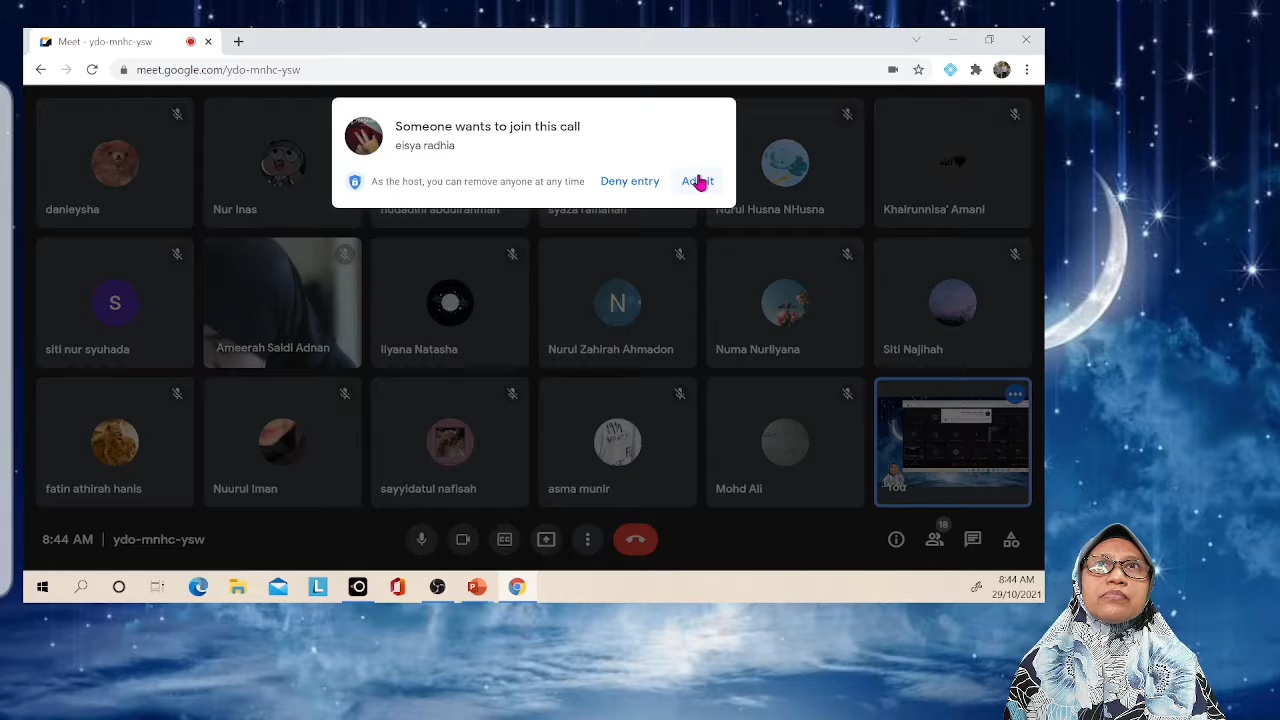 Meet - ydo-mnhc-ysw
meet.google.com/ydo-mnhc-ysw
Someone wants to join this call
eisya radhia
As the host, you can remove anyone at any time
Deny entry
Admit
danieysha
Nur Inas
Nurul Husna NHusna
Khairunnisa' Amani
S
N
siti nur syuhada
Ameerah Saidi Adnan
Ilyana Natasha
Nurul Zahirah Ahmadon
Numa Nurliyana
Siti Najihah
fatin athirah hanis
Nuurul Iman
sayyidatul nafisah
asma munir
Mohd Ali
You
8:44 AM | ydo-mnhc-ysw
CC
18
L
8:44 AM
29/10/2021